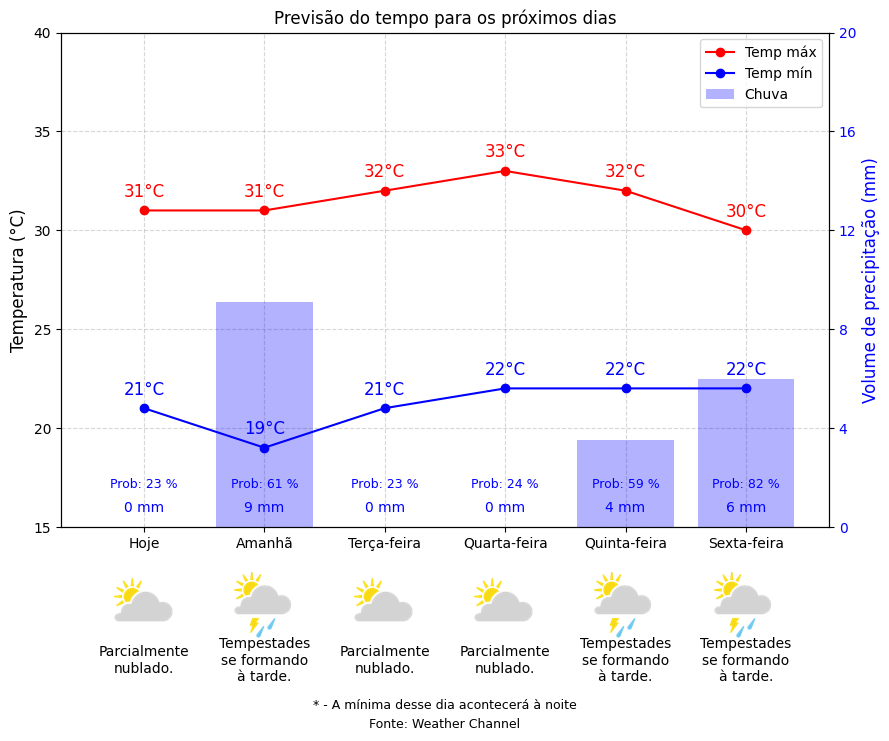 Previsão do tempo para os próximos dias
Temp máx
Temp mín
Chuva
Temperatura (°C)
Volume de precipitação (mm)
40
35
30
25
20
15
20
16
12
8
4
0
31°C 31°C 32°C 33°C 32°C 30°C
21°C 19°C 21°C 22°C 22°C 22°C
Prob: 23 % Prob: 61 % Prob: 23 % Prob: 24 % Prob: 59 % Prob: 82 %
0 mm 9 mm 0 mm 0 mm 4 mm 6 mm
Hoje Amanhã Terça-feira Quarta-feira Quinta-feira Sexta-feira
Parcialmente
nublado.
Tempestades
se formando
à tarde.
Parcialmente
nublado.
Parcialmente
nublado.
Tempestades
se formando
à tarde.
Tempestades
se formando
à tarde.
* - A mínima desse dia acontecerá à noite
Fonte: Weather Channel